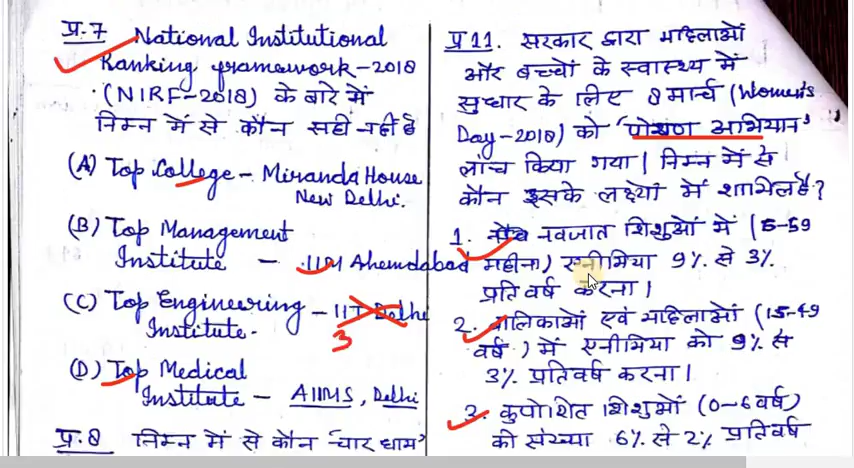 प्र.7 National Institutional
Ranking framework-2018
(NIRF-2018) के बारे में
निम्न में से कौन सही नहीं है
(A) Top College - Miranda House
New Delhi.
(B) Top Management
Institute - IIM Ahemdabad
(C) Top Engineering - IIT Delhi
Institute.
3
(D) Top Medical
Institute - AIIMS, Delhi
प्र.8 निम्न में से कौन 'चार धाम'
प्र 11. सरकार द्वारा महिलाओं
और बच्चों के स्वास्थ्य में
सुधार के लिए 8 मार्च (Women's
Day-2018) को 'पोषण अभियान'
लांच किया गया। निम्न में से
कौन इसके लक्ष्यों में शामिल है?
1. नवजात शिशुओं में (5-59
महीना) एनीमिया 9% से 3%
प्रति वर्ष करना।
2. बालिकाओं एवं महिलाओं (15-49
वर्ष) में एनीमिया को 9% से
3% प्रतिवर्ष करना।
3. कुपोषित शिशुओं (0-6 वर्ष)
की संख्या 6% से 2% प्रतिवर्ष